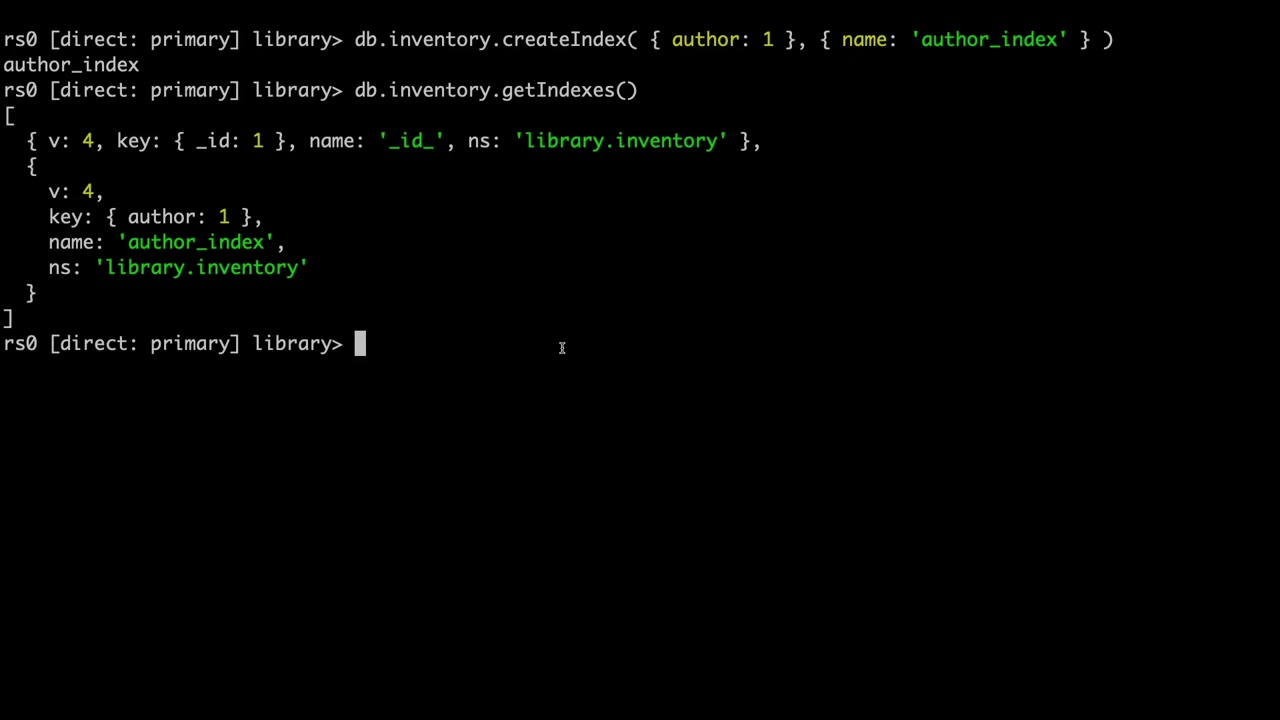 rs0 [direct: primary] library> db.inventory.createIndex( { author: 1 }, { name: 'author_index' } )
author_index
rs0 [direct: primary] library> db.inventory.getIndexes()
[
  { v: 4, key: { _id: 1 }, name: '_id_', ns: 'library.inventory' },
  {
    v: 4,
    key: { author: 1 },
    name: 'author_index',
    ns: 'library.inventory'
  }
]
rs0 [direct: primary] library>